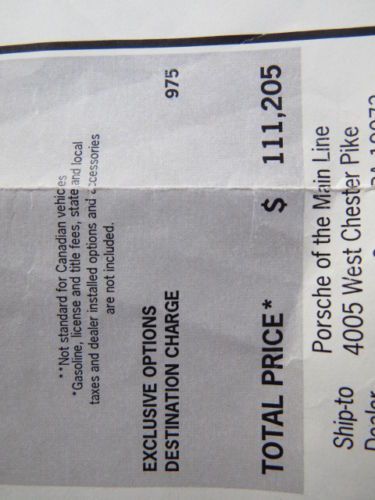 **Not standard for Canadian vehicles
*Gasoline, license and title fees, state and local
taxes and dealer installed options and accessories
are not included.
EXCLUSIVE OPTIONS
DESTINATION CHARGE 975
TOTAL PRICE* $ 111,205
Ship-to Porsche of the Main Line
Dealer 4005 West Chester Pike